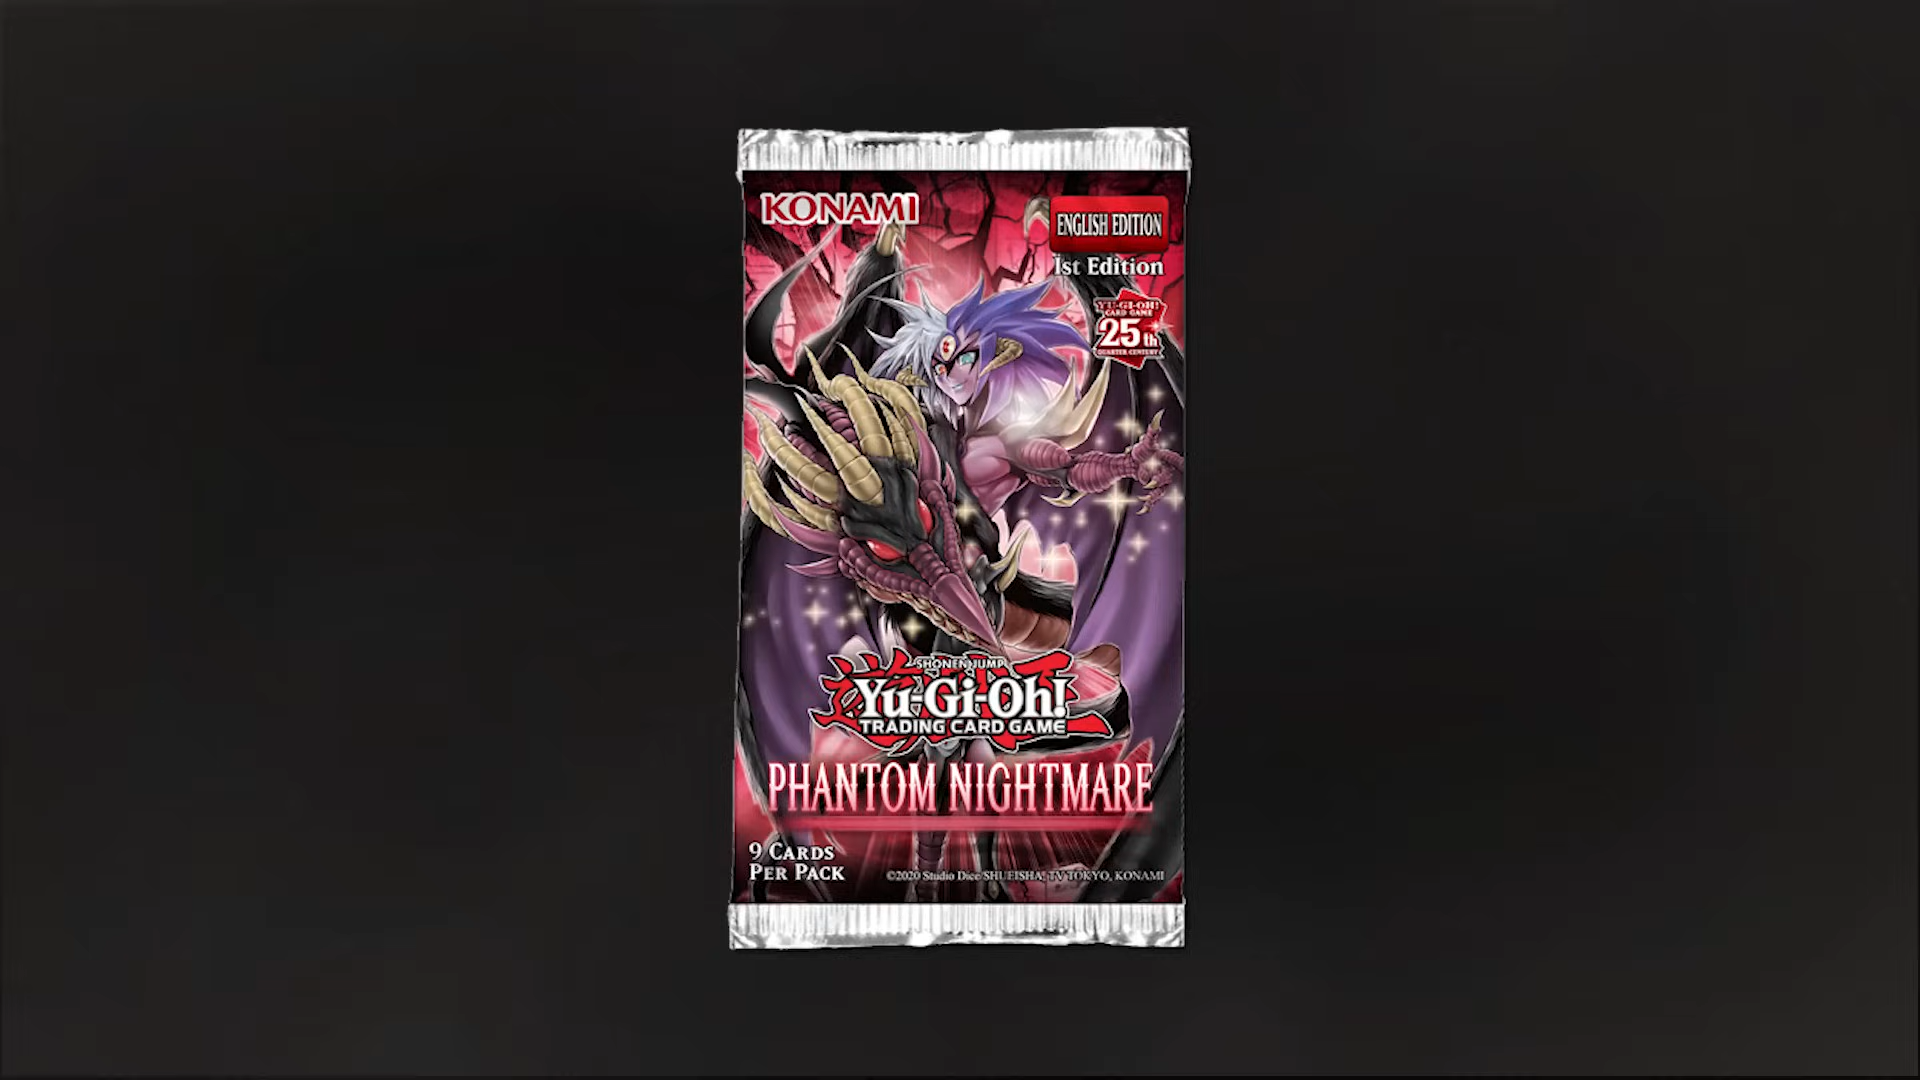 KONAMI
ENGLISH EDITION
1st Edition
YU-GI-OH!
CARD GAME
25th
QUARTER CENTURY
SHONEN JUMP
Yu-Gi-Oh!
TRADING CARD GAME
PHANTOM NIGHTMARE
9 CARDS
PER PACK
©2020 Studio Dice/SHUEISHA, TV TOKYO, KONAMI